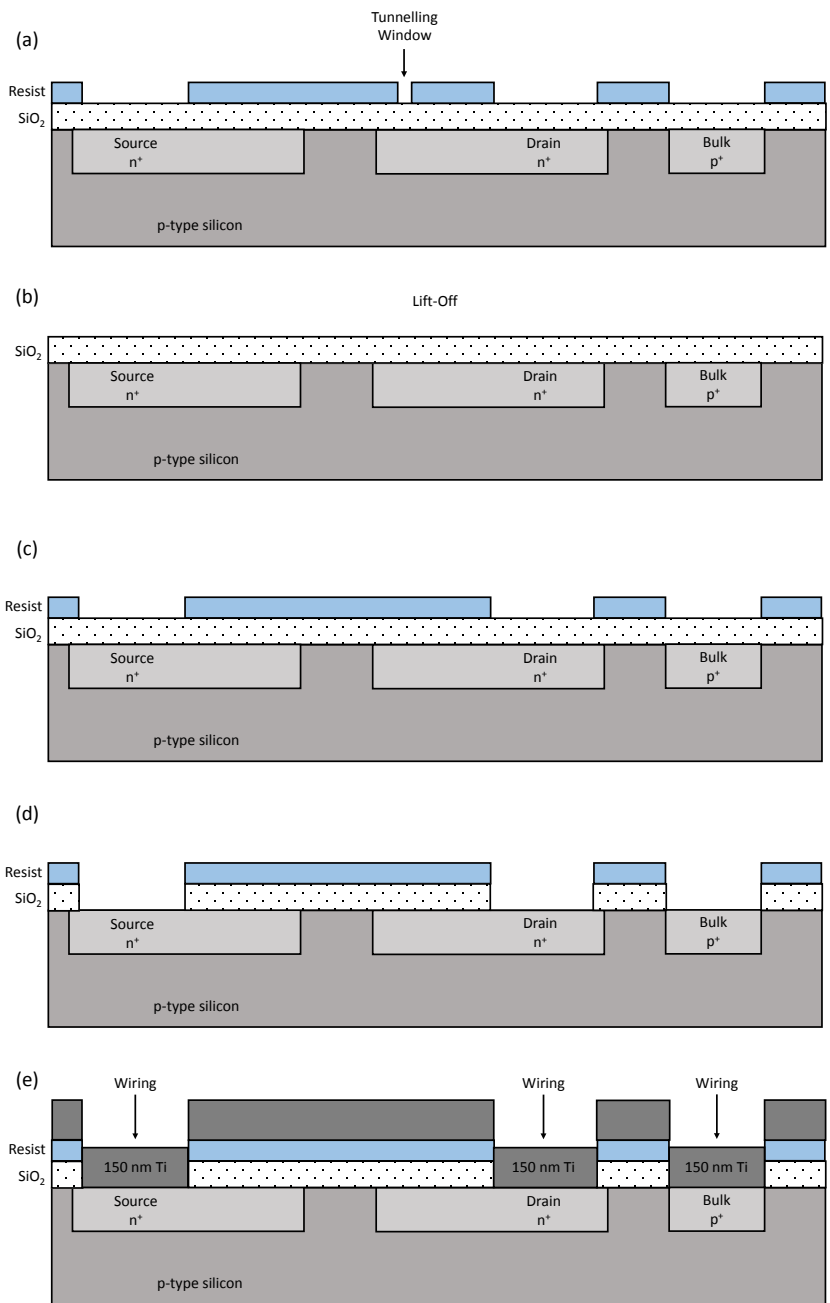 (a)
Tunnelling
Window
Resist
SiO₂
Source
n⁺
Drain
n⁺
Bulk
p⁺
p-type silicon
(b)
Lift-Off
SiO₂
Source
n⁺
Drain
n⁺
Bulk
p⁺
p-type silicon
(c)
Resist
SiO₂
Source
n⁺
Drain
n⁺
Bulk
p⁺
p-type silicon
(d)
Resist
SiO₂
Source
n⁺
Drain
n⁺
Bulk
p⁺
p-type silicon
(e)
Wiring
Wiring
Wiring
Resist
SiO₂
150 nm Ti
150 nm Ti
150 nm Ti
Source
n⁺
Drain
n⁺
Bulk
p⁺
p-type silicon